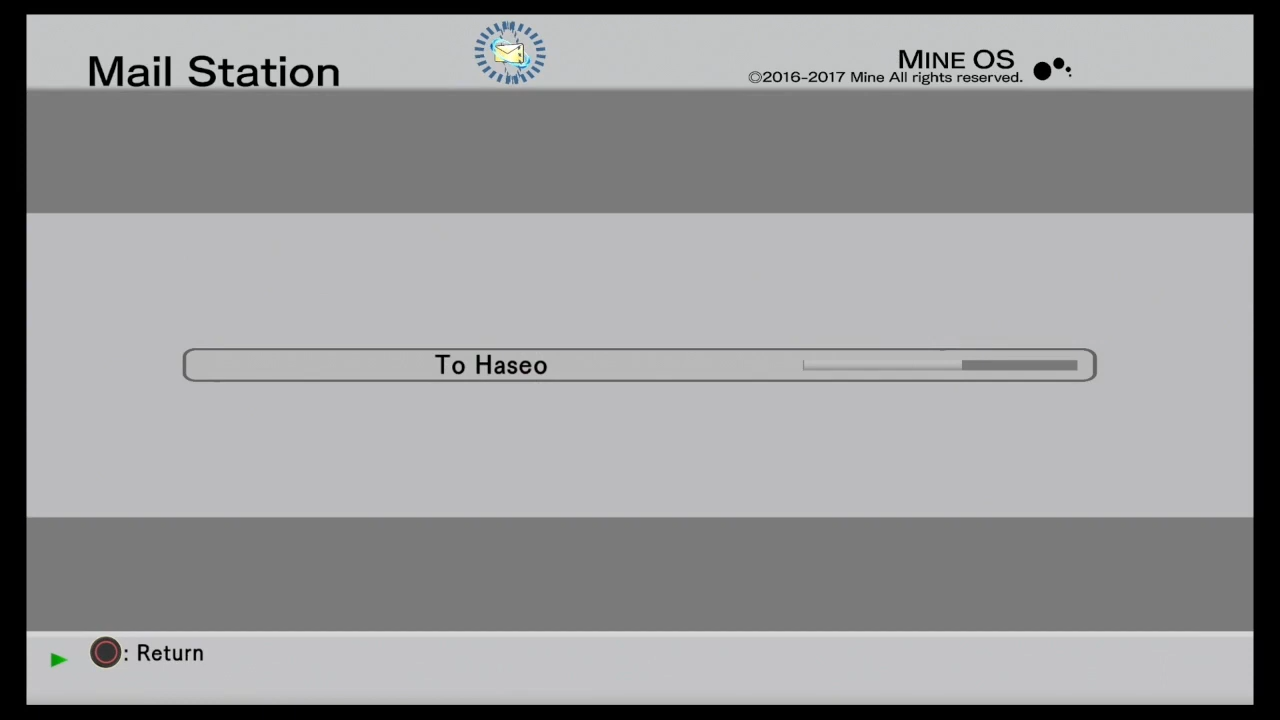 Mail Station
MINE OS
©2016-2017 Mine All rights reserved.
To Haseo
: Return